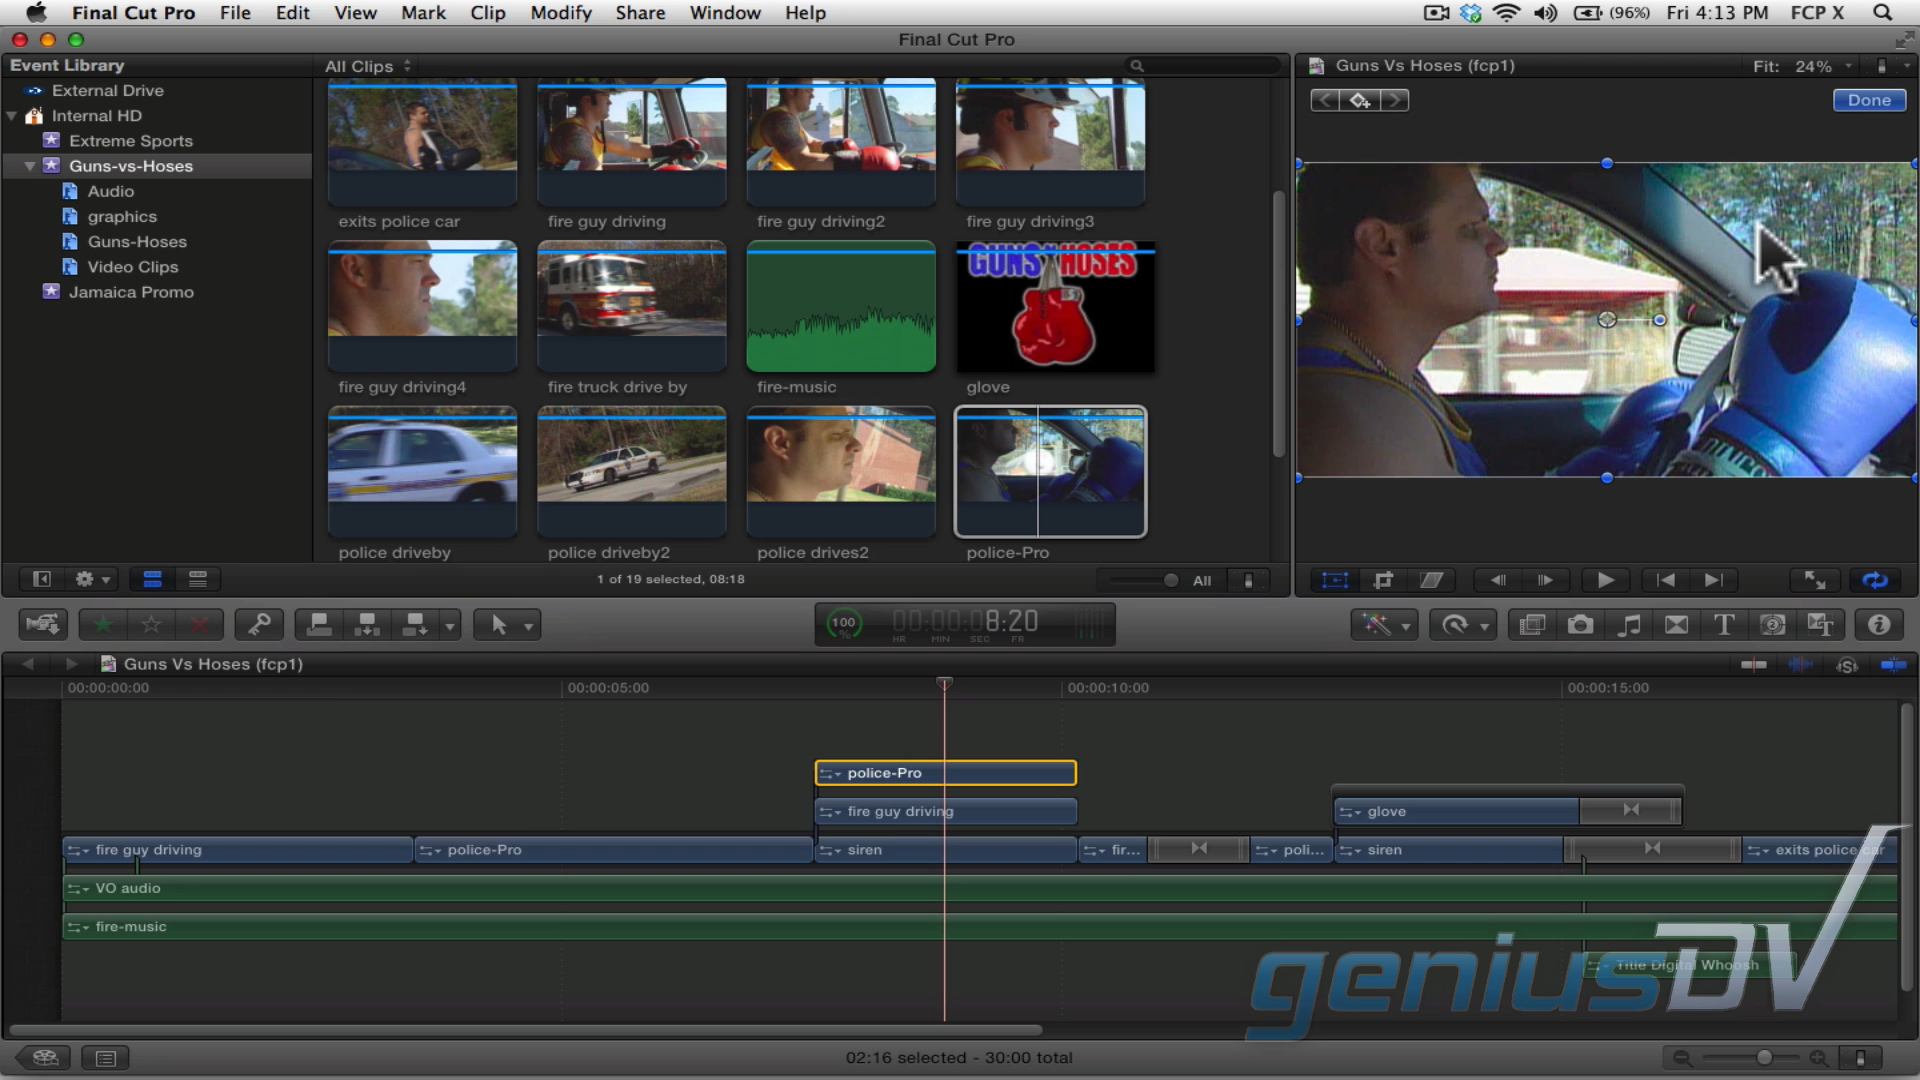 Final Cut Pro File Edit View Mark Clip Modify Share Window Help (96%) Fri 4:13 PM FCP X
Final Cut Pro
Event Library
All Clips
Guns Vs Hoses (fcp1) Fit: 24%
External Drive
Internal HD
Extreme Sports
Guns-vs-Hoses
Audio
graphics
Guns-Hoses
Video Clips
Jamaica Promo
Done
exits police car fire guy driving fire guy driving2 fire guy driving3
GUNS HOSES
fire guy driving4 fire truck drive by fire-music glove
police driveby police driveby2 police drives2 police-Pro
1 of 19 selected, 08:18
All
100 % 00:00:08:20
HR MIN SEC FR
Guns Vs Hoses (fcp1)
00:00:00:00 00:00:05:00 00:00:10:00 00:00:15:00
police-Pro
fire guy driving glove
fire guy driving police-Pro siren fir... poli... siren exits police car
VO audio
fire-music
Title Digital Whoosh
geniusDV
02:16 selected - 30:00 total